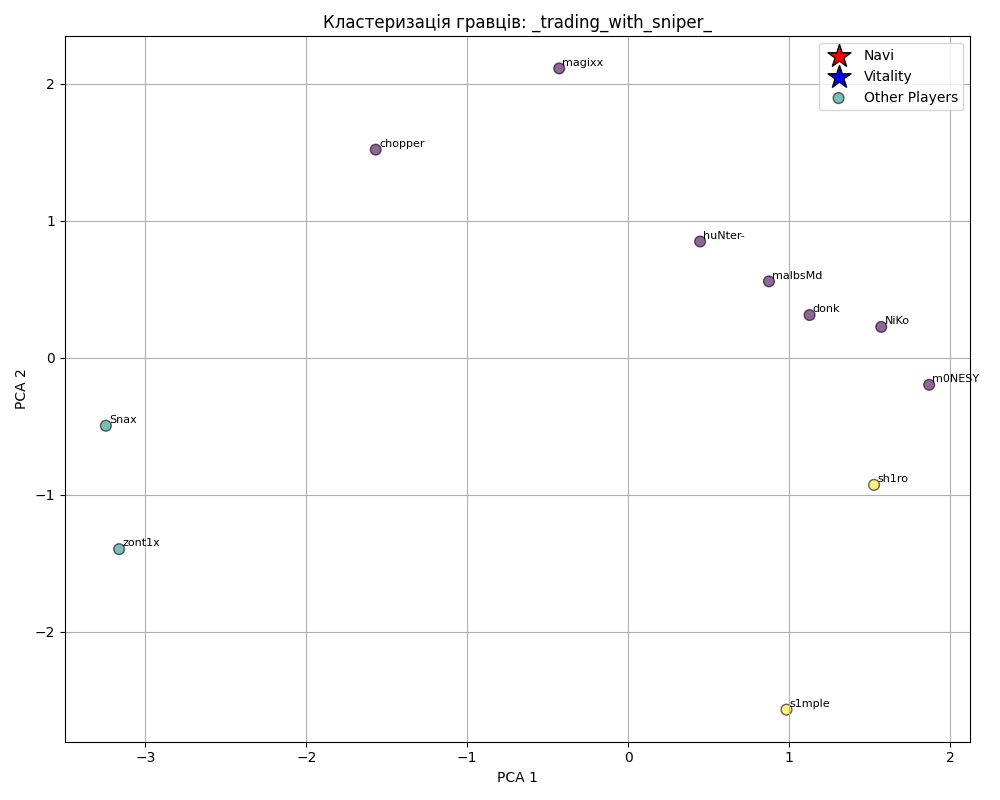 Кластеризація гравців: _trading_with_sniper_
Navi
Vitality
Other Players
magixx
chopper
huNter-
malbsMd
donk
NiKo
m0NESY
Snax
sh1ro
zont1x
s1mple
2
1
0
−1
−2
PCA 2
−3
−2
−1
0
1
2
PCA 1